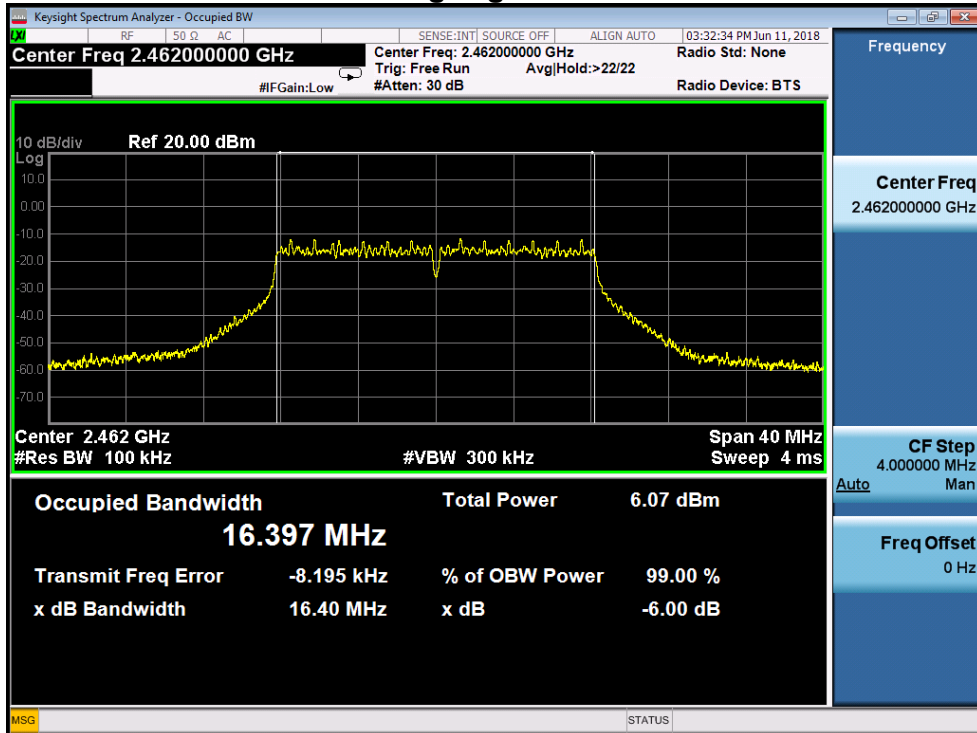 Keysight Spectrum Analyzer - Occupied BW
LXI RF 50 Ω AC SENSE:INT SOURCE OFF ALIGN AUTO 03:32:34 PM Jun 11, 2018
Center Freq 2.462000000 GHz Center Freq: 2.462000000 GHz Radio Std: None
Trig: Free Run Avg|Hold:>22/22
#IFGain:Low #Atten: 30 dB Radio Device: BTS
10 dB/div Ref 20.00 dBm
Log
10.0
0.00
-10.0
-20.0
-30.0
-40.0
-50.0
-60.0
-70.0
Center 2.462 GHz Span 40 MHz
#Res BW 100 kHz #VBW 300 kHz Sweep 4 ms
Occupied Bandwidth Total Power 6.07 dBm
16.397 MHz
Transmit Freq Error -8.195 kHz % of OBW Power 99.00 %
x dB Bandwidth 16.40 MHz x dB -6.00 dB
Frequency
Center Freq
2.462000000 GHz
CF Step
4.000000 MHz
Auto Man
Freq Offset
0 Hz
MSG STATUS